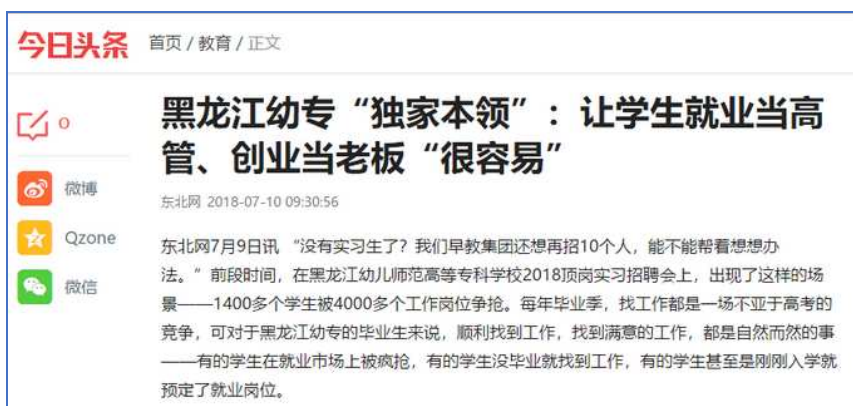 今日头条
首页 / 教育 / 正文
0
微博
Qzone
微信
黑龙江幼专“独家本领”：让学生就业当高
管、创业当老板“很容易”
东北网 2018-07-10 09:30:56
东北网7月9日讯 “没有实习生了？我们早教集团还想再招10个人，能不能帮着想想办
法。”前段时间，在黑龙江幼儿师范高等专科学校2018顶岗实习招聘会上，出现了这样的场
景——1400多个学生被4000多个工作岗位争抢。每年毕业季，找工作都是一场不亚于高考的
竞争，可对于黑龙江幼专的毕业生来说，顺利找到工作，找到满意的工作，都是自然而然的事
——有的学生在就业市场上被疯抢，有的学生没毕业就找到工作，有的学生甚至是刚刚入学就
预定了就业岗位。